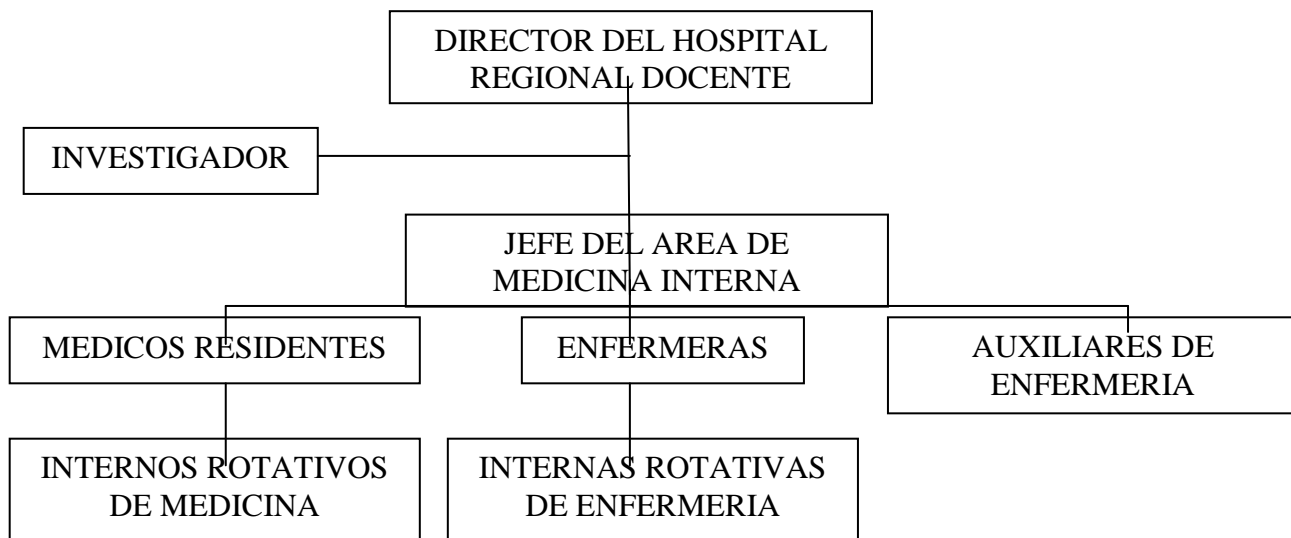 DIRECTOR DEL HOSPITAL
REGIONAL DOCENTE
INVESTIGADOR
JEFE DEL AREA DE
MEDICINA INTERNA
MEDICOS RESIDENTES
ENFERMERAS
AUXILIARES DE
ENFERMERIA
INTERNOS ROTATIVOS
DE MEDICINA
INTERNAS ROTATIVAS
DE ENFERMERIA